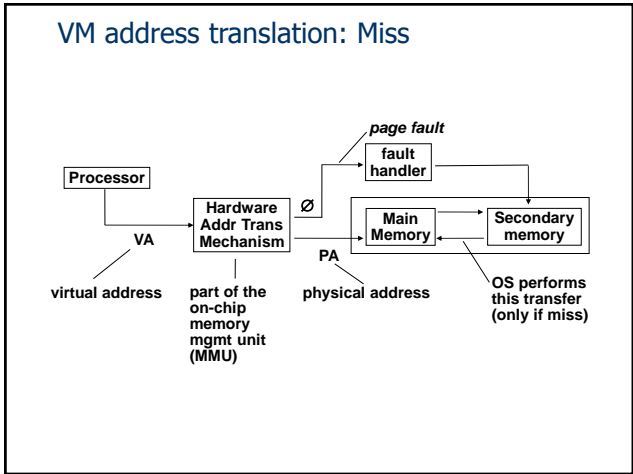 VM address translation: Miss
page fault
fault
handler
Processor
Hardware
Addr Trans
Mechanism
∅
Main
Memory
Secondary
memory
VA
PA
virtual address
part of the
on-chip
memory
mgmt unit
(MMU)
physical address
OS performs
this transfer
(only if miss)